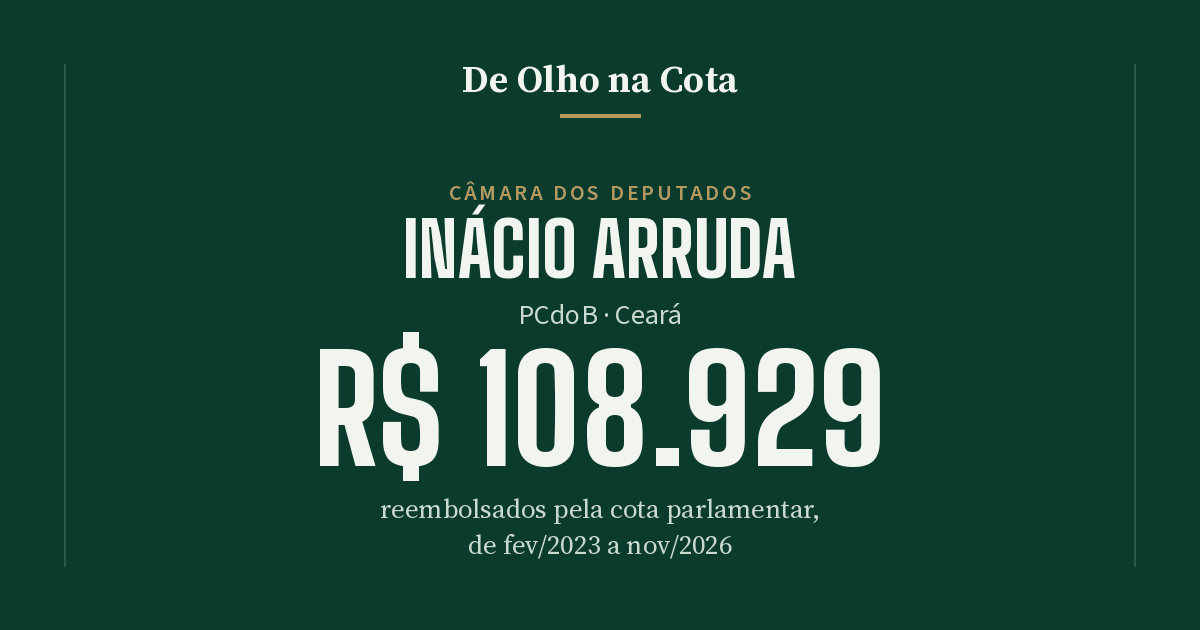 De Olho na Cota
CÂMARA DOS DEPUTADOS
INÁCIO ARRUDA
PCdoB · Ceará
R$ 108.929
reembolsados pela cota parlamentar,
de fev/2023 a nov/2026